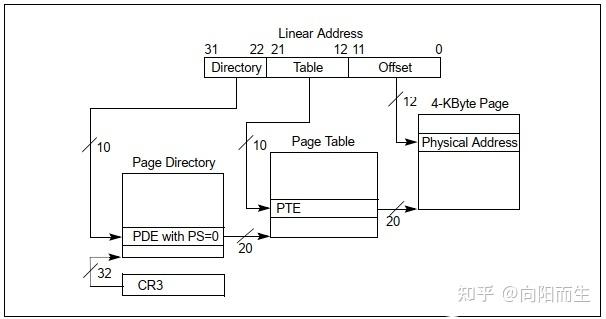 Linear Address
31 22 21 12 11 0
Directory Table Offset
12
4-KByte Page
10
10
Page Table
Physical Address
Page Directory
PTE
20
PDE with PS=0
20
32
CR3
知乎 @向阳而生